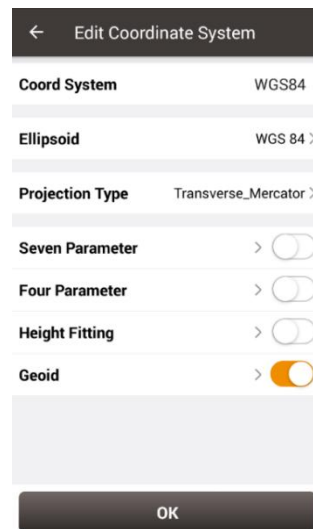 Edit Coordinate System
Coord System WGS84
Ellipsoid WGS 84
Projection Type Transverse_Mercator
Seven Parameter
Four Parameter
Height Fitting
Geoid
OK